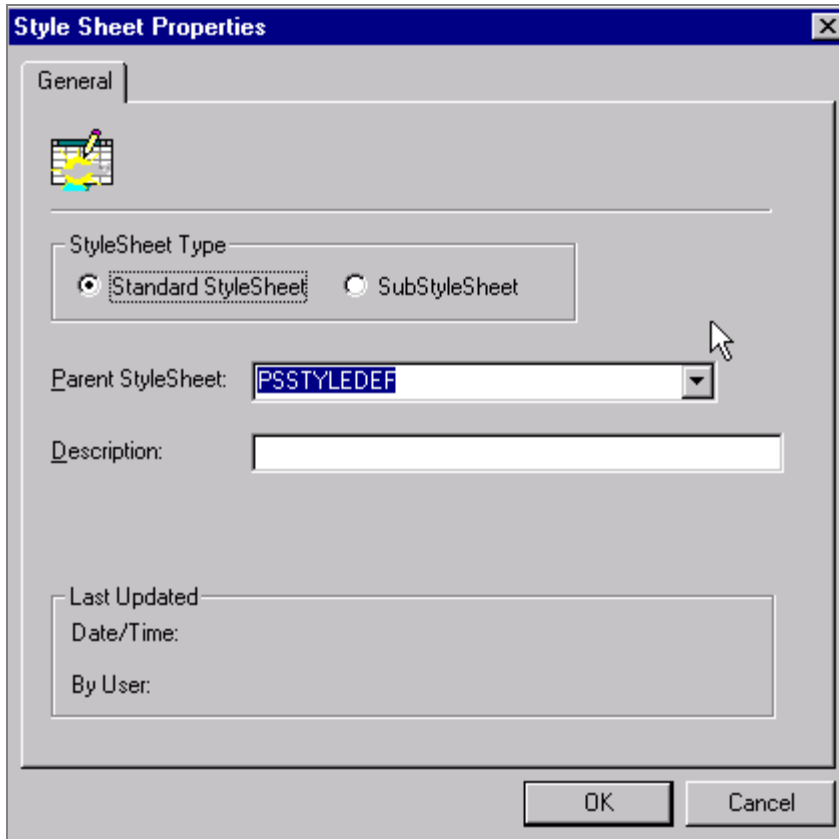 Style Sheet Properties
General
StyleSheet Type
Standard StyleSheet SubStyleSheet
Parent StyleSheet: PSSTYLEDEF
Description:
Last Updated
Date/Time:
By User:
OK Cancel